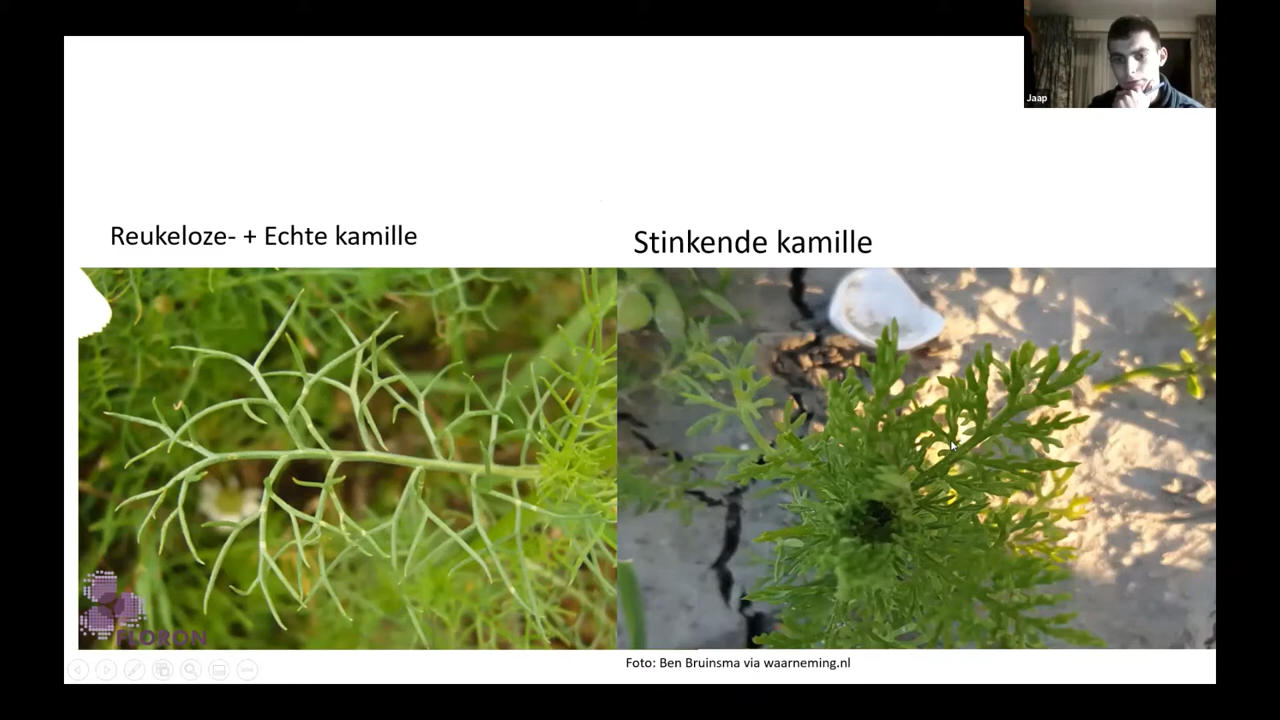 Jaap
Reukeloze- + Echte kamille
Stinkende kamille
FLORON
Foto: Ben Bruinsma via waarneming.nl